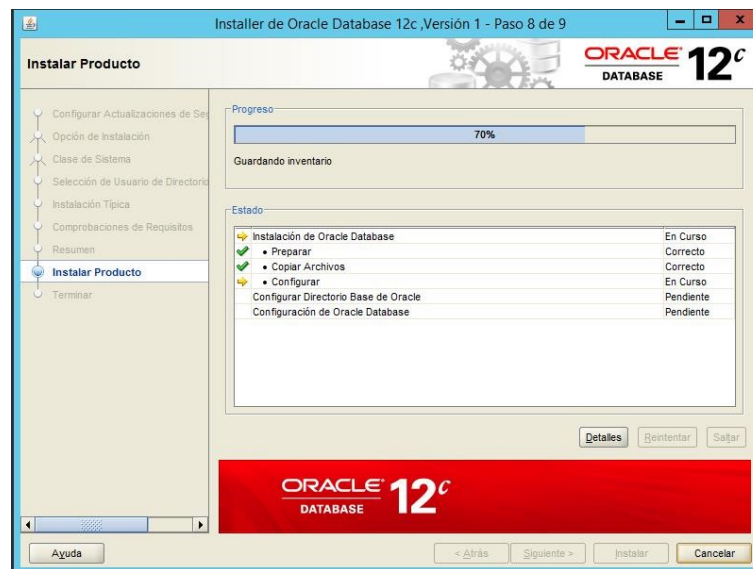 Installer de Oracle Database 12c ,Versión 1 - Paso 8 de 9
Instalar Producto
ORACLE
DATABASE
12c
Configurar Actualizaciones de Seg
Opción de Instalación
Clase de Sistema
Selección de Usuario de Directorio
Instalación Típica
Comprobaciones de Requisitos
Resumen
Instalar Producto
Terminar
Progreso
70%
Guardando inventario
Estado
Instalación de Oracle Database En Curso
• Preparar Correcto
• Copiar Archivos Correcto
• Configurar En Curso
Configurar Directorio Base de Oracle Pendiente
Configuración de Oracle Database Pendiente
Detalles Reintentar Saltar
ORACLE
DATABASE
12c
Ayuda < Atrás Siguiente > Instalar Cancelar